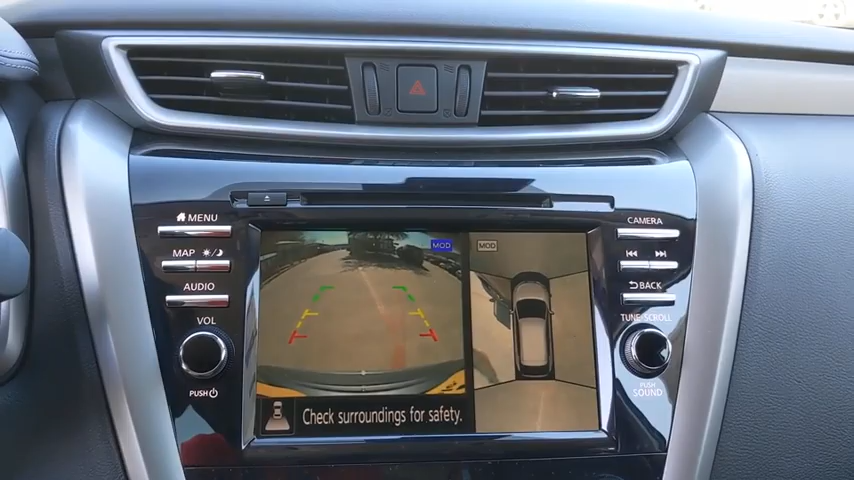 MENU
CAMERA
MAP
BACK
AUDIO
VOL
TUNE/SCROLL
PUSH
PUSH
SOUND
MOD
MOD
Check surroundings for safety.